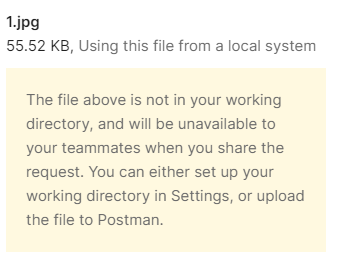 1.jpg
55.52 KB, Using this file from a local system
The file above is not in your working
directory, and will be unavailable to
your teammates when you share the
request. You can either set up your
working directory in Settings, or upload
the file to Postman.